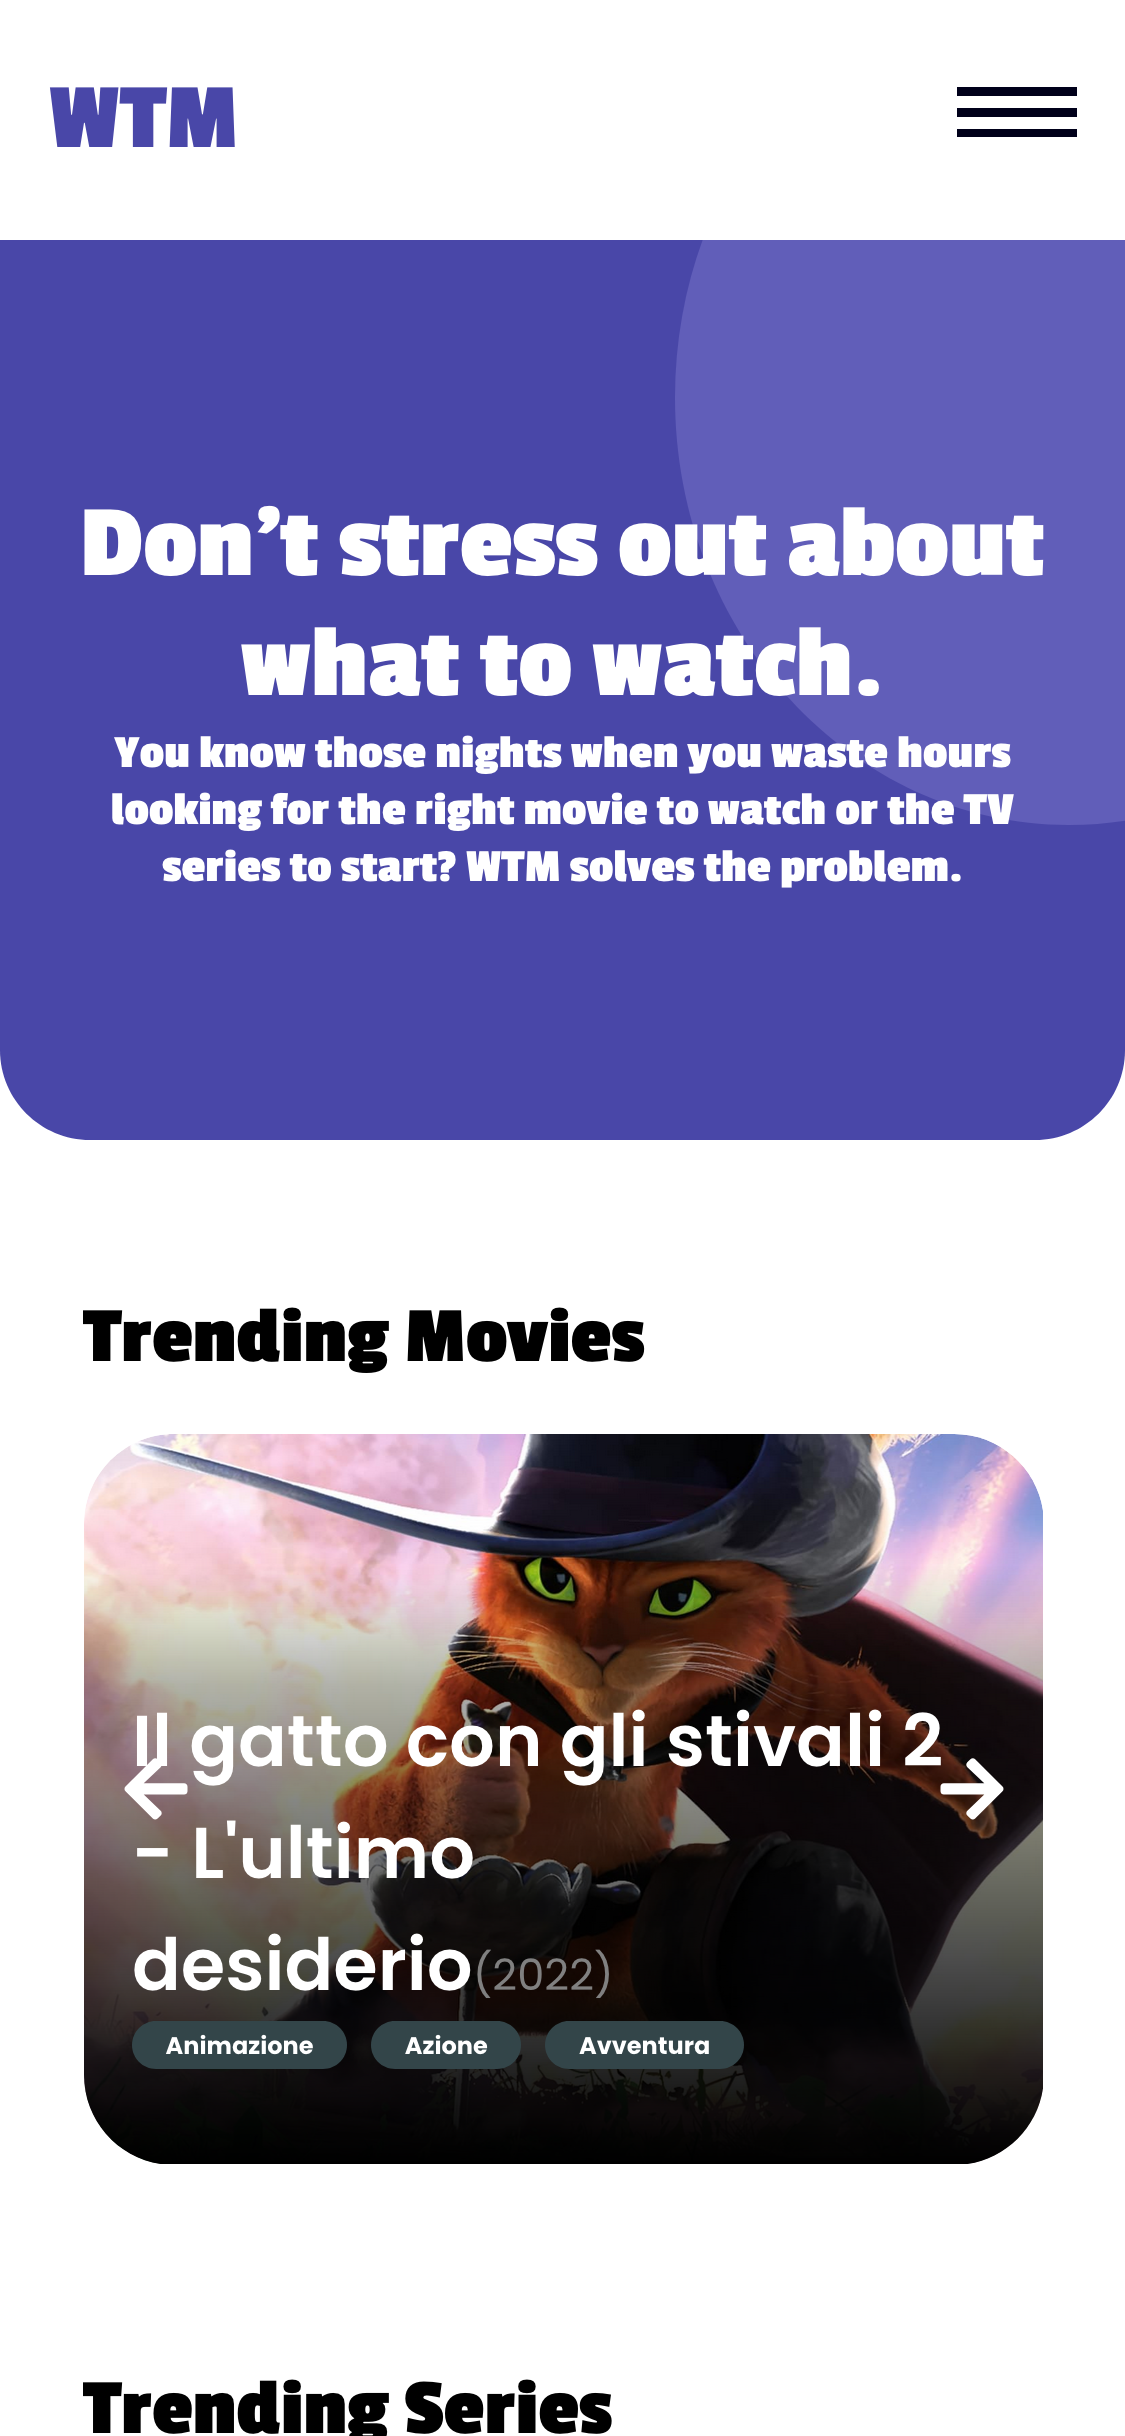 WTM
Don't stress out about
what to watch.
You know those nights when you waste hours
looking for the right movie to watch or the TV
series to start? WTM solves the problem.
Trending Movies
Il gatto con gli stivali 2
- L'ultimo
desiderio(2022)
Animazione Azione Avventura
Trending Series